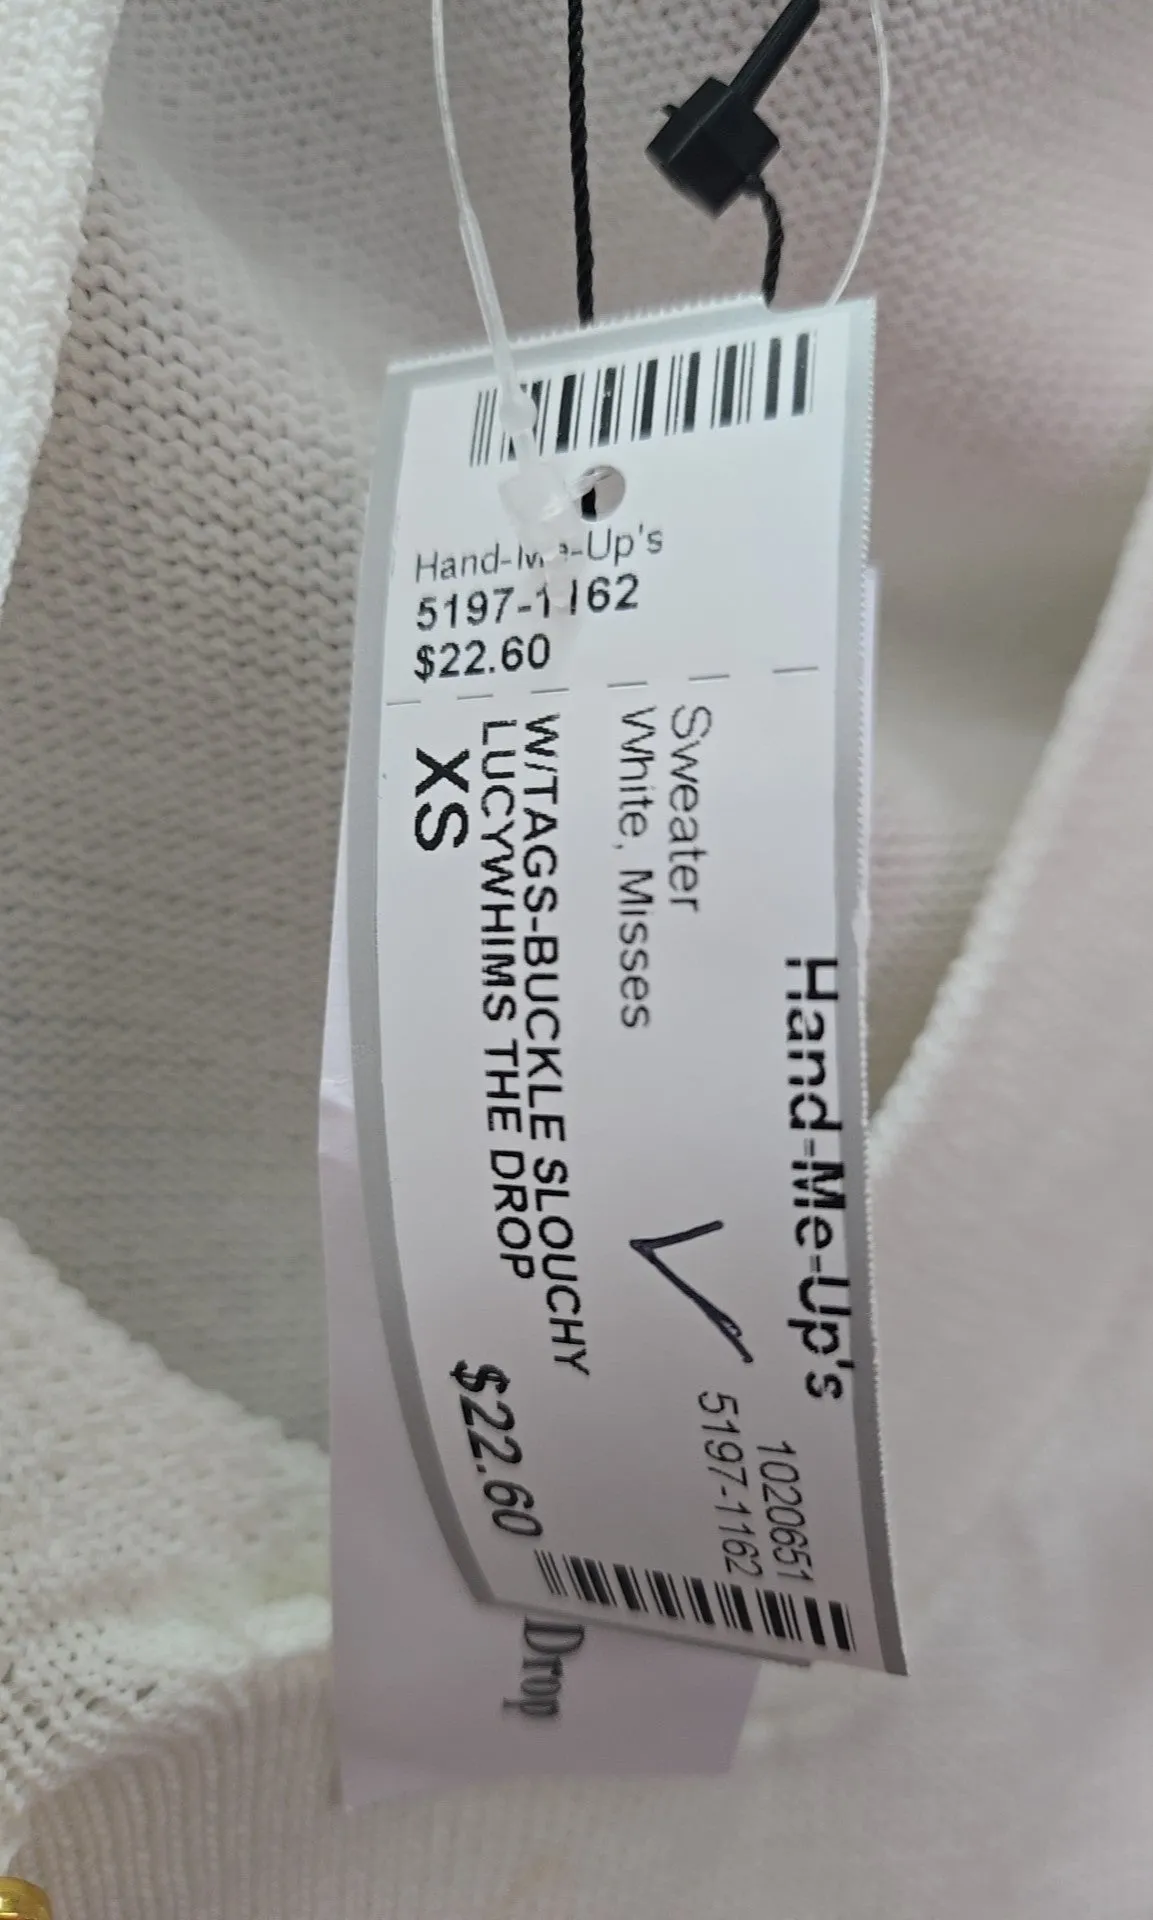 Hand-Me-Up's
5197-1162
$22.60
Hand-Me-Up's
1020651
5197-1162
Sweater
White, Misses
W/TAGS-BUCKLE SLOUCHY
LUCYWHIMS THE DROP
XS
$22.60
Drop